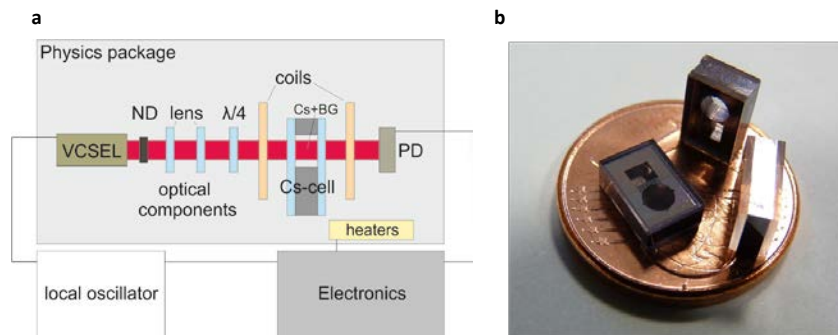 a
b
Physics package
coils
ND
lens
λ/4
Cs+BG
VCSEL
PD
Cs-cell
optical
components
heaters
local oscillator
Electronics